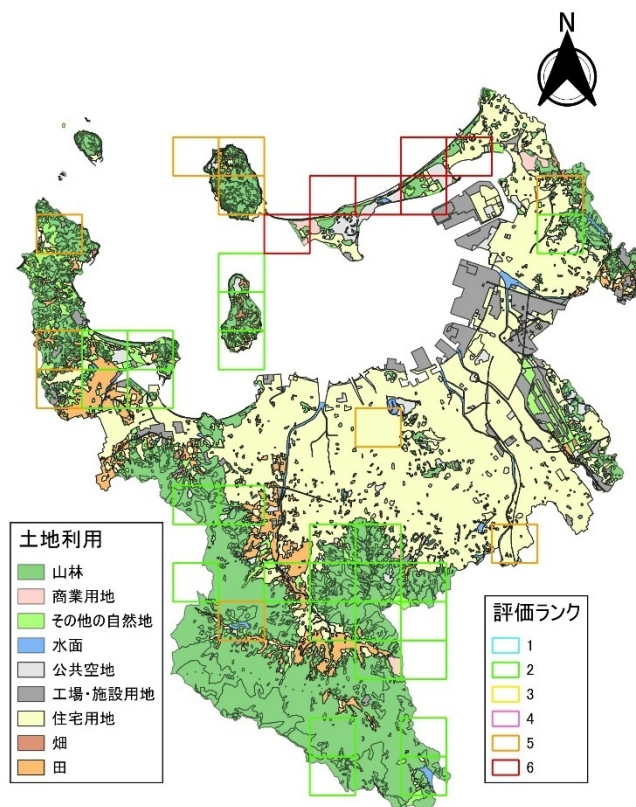 N
土地利用
山林
商業用地
その他の自然地
水面
公共空地
工場・施設用地
住宅用地
畑
田
評価ランク
1
2
3
4
5
6